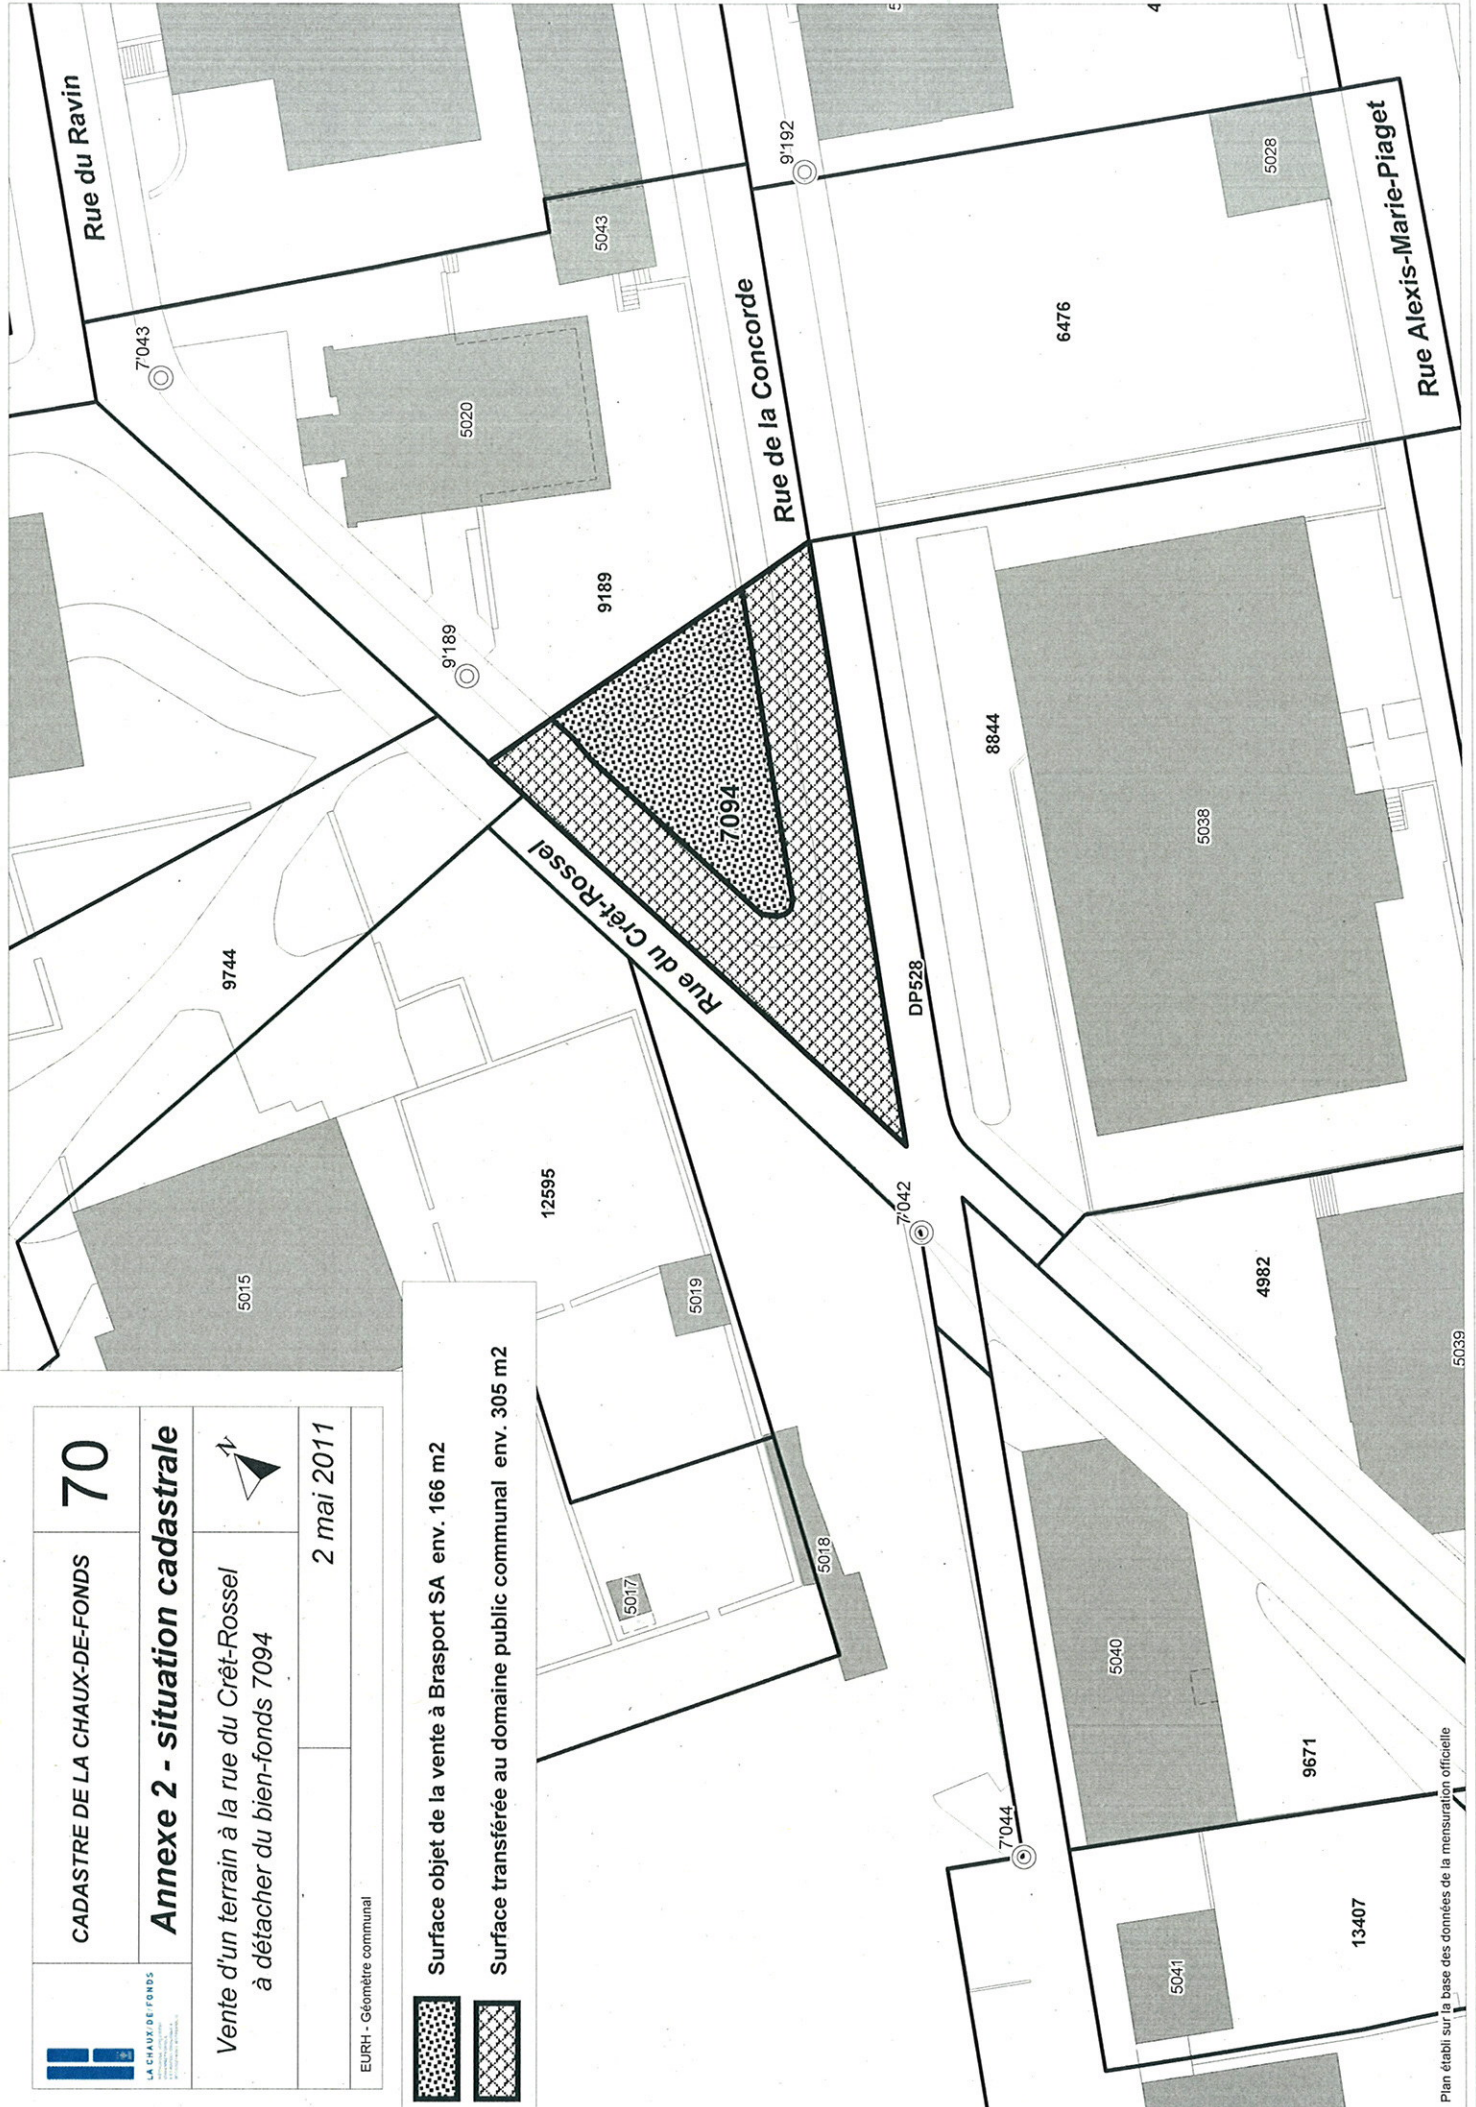 LA CHAUX-DE-FONDS
CADASTRE DE LA CHAUX-DE-FONDS
70
Annexe 2 - situation cadastrale
Vente d'un terrain à la rue du Crêt-Rossel
à détacher du bien-fonds 7094
N
2 mai 2011
EURH - Géomètre communal
Surface objet de la vente à Brasport SA env. 166 m2
Surface transférée au domaine public communal env. 305 m2
Rue du Ravin
7'043
5043
5020
9'192
Rue de la Concorde
6476
5028
Rue Alexis-Marie-Piaget
9'189
9189
7094
Rue du Crêt-Rossel
9744
8844
5038
DP528
5015
12595
5019
7'042
4982
5039
5017
5018
5040
9671
7'044
5041
13407
Plan établi sur la base des données de la mensuration officielle